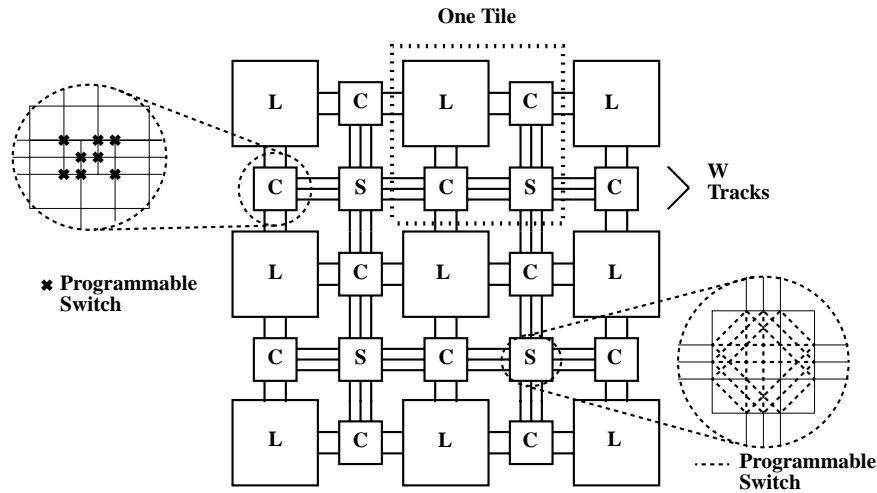 One Tile
L C L C L
C S C S C
W
Tracks
L C L C L
✖ Programmable
Switch
C S C S C
L C L C L
Programmable
Switch